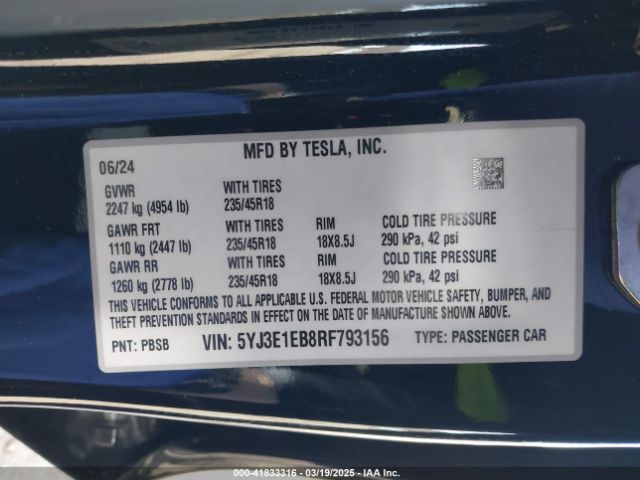 MFD BY TESLA, INC.
06/24
GVWR WITH TIRES
2247 kg (4954 lb) 235/45R18
GAWR FRT WITH TIRES RIM COLD TIRE PRESSURE
1110 kg (2447 lb) 235/45R18 18X8.5J 290 kPa, 42 psi
GAWR RR WITH TIRES RIM COLD TIRE PRESSURE
1260 kg (2778 lb) 235/45R18 18X8.5J 290 kPa, 42 psi
THIS VEHICLE CONFORMS TO ALL APPLICABLE U.S. FEDERAL MOTOR VEHICLE SAFETY, BUMPER, AND
THEFT PREVENTION STANDARDS IN EFFECT ON THE DATE OF MANUFACTURE SHOWN ABOVE.
PNT: PBSB VIN: 5YJ3E1EB8RF793156 TYPE: PASSENGER CAR
000-41833316 - 03/19/2025 - IAA Inc.